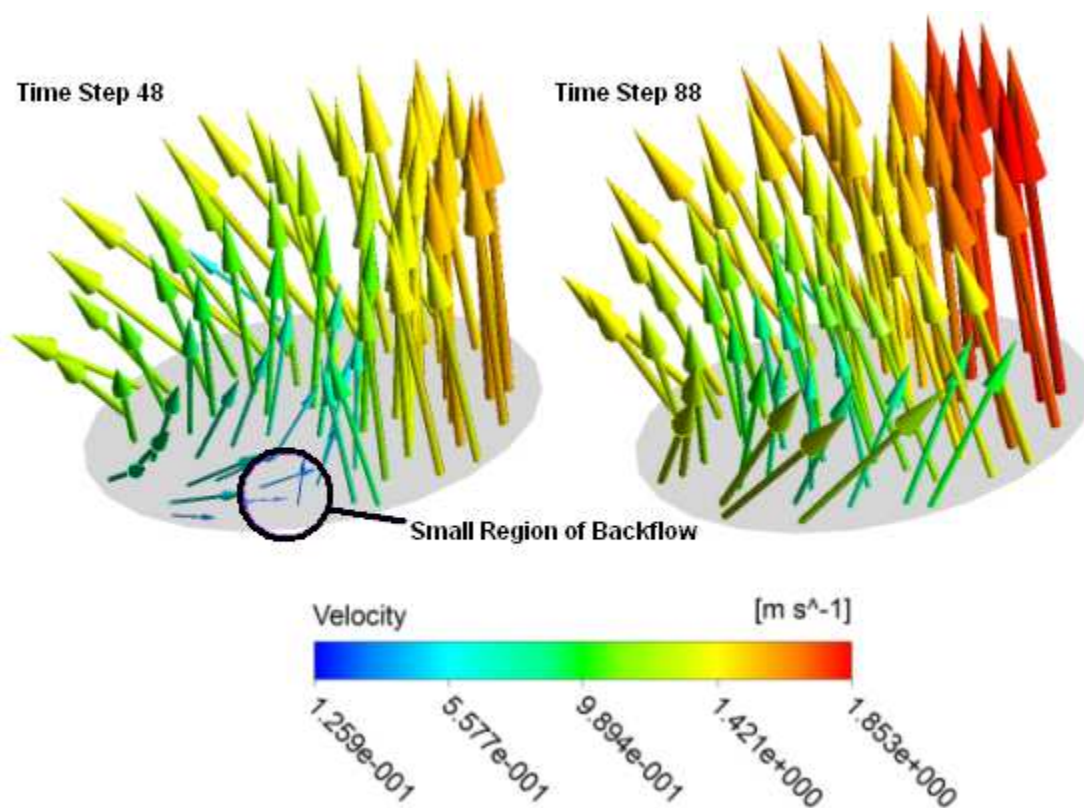 Time Step 48
Time Step 88
Small Region of Backflow
Velocity
[m s^-1]
1.259e-001
5.577e-001
9.894e-001
1.421e+000
1.853e+000